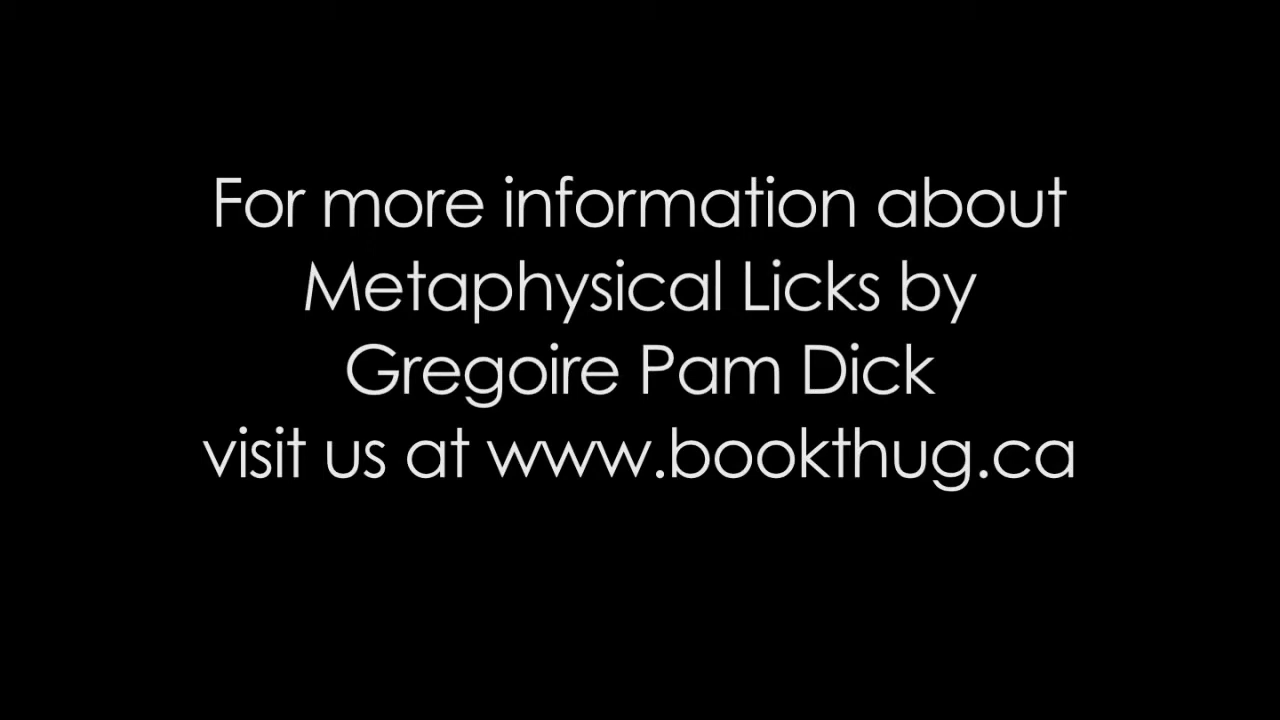 For more information about
Metaphysical Licks by
Gregoire Pam Dick
visit us at www.bookthug.ca